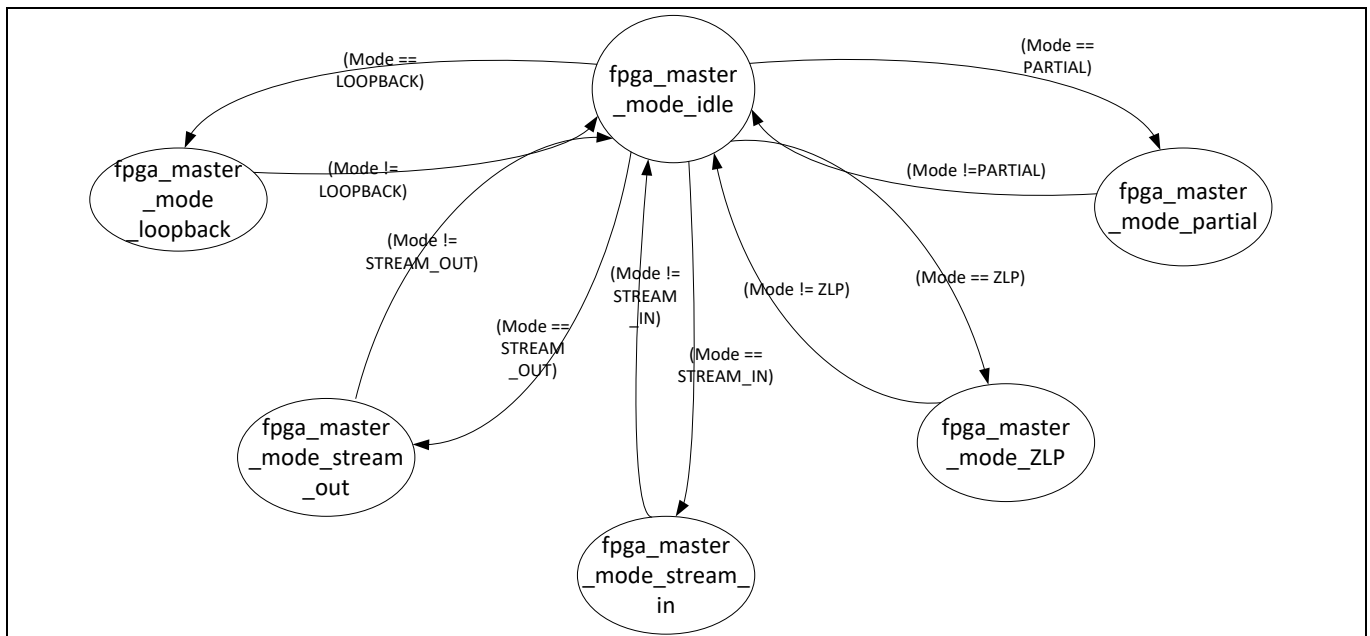 (Mode ==
LOOPBACK)
fpga_master
_mode_idle
(Mode ==
PARTIAL)
fpga_master
_mode
_loopback
(Mode !=
LOOPBACK)
(Mode !=PARTIAL)
fpga_master
_mode_partial
(Mode !=
STREAM_OUT)
(Mode ==
STREAM
_OUT)
(Mode !=
STREAM
_IN)
(Mode ==
STREAM_IN)
(Mode != ZLP)
(Mode == ZLP)
fpga_master
_mode_stream
_out
fpga_master
_mode_ZLP
fpga_master
_mode_stream_
in